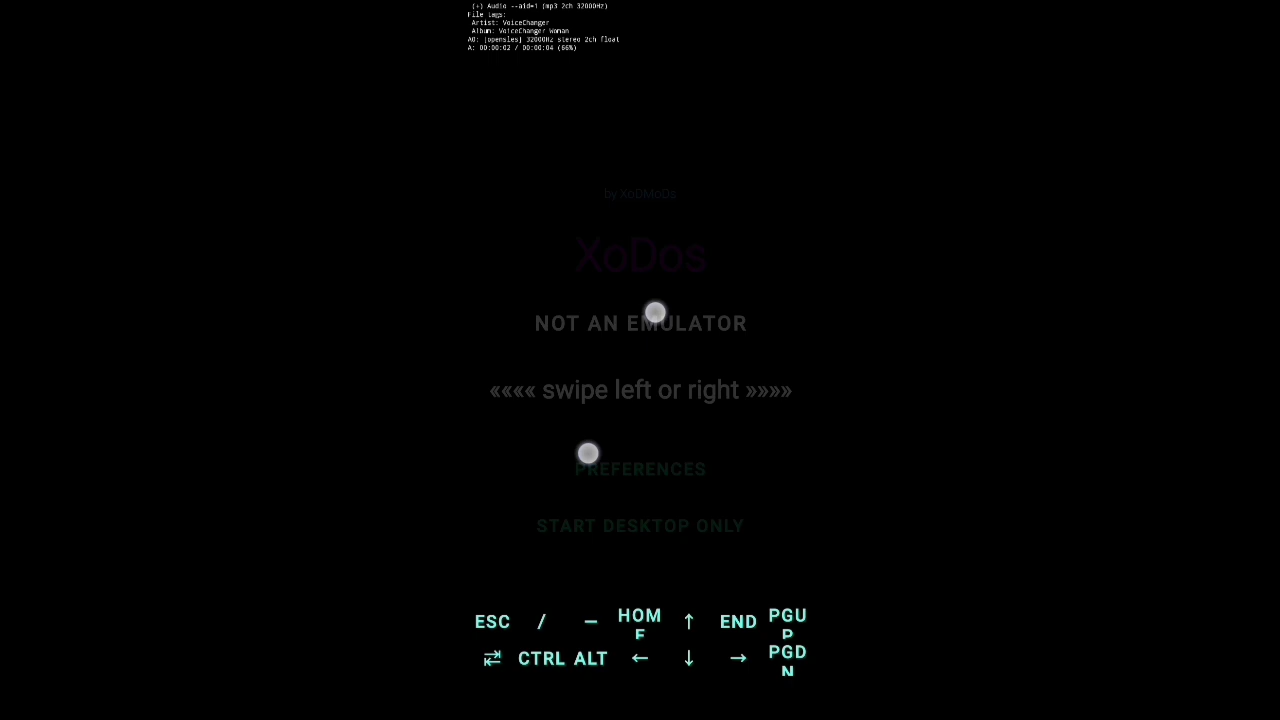 (+) Audio --aid=1 (mp3 2ch 32000Hz)
File tags:
Artist: VoiceChanger
Album: VoiceChanger Woman
AO: [opensles] 32000Hz stereo 2ch float
A: 00:00:02 / 00:00:04 (66%)
by XoDMoDs
XoDos
NOT AN EMULATOR
«««« swipe left or right »»»»
PREFERENCES
START DESKTOP ONLY
ESC / — HOME ↑ END PGUP
⇆ CTRL ALT ← ↓ → PGDN